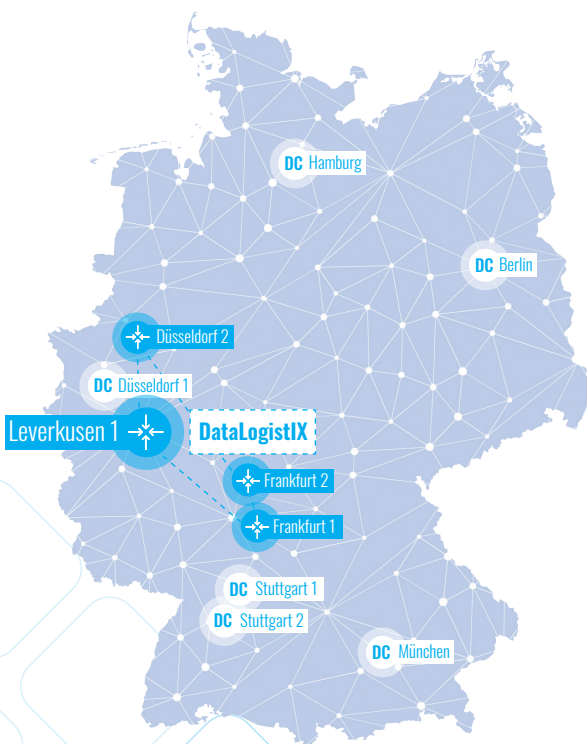 DC Hamburg
DC Berlin
Düsseldorf 2
DC Düsseldorf 1
Leverkusen 1
DataLogistIX
Frankfurt 2
Frankfurt 1
DC Stuttgart 1
DC Stuttgart 2
DC München